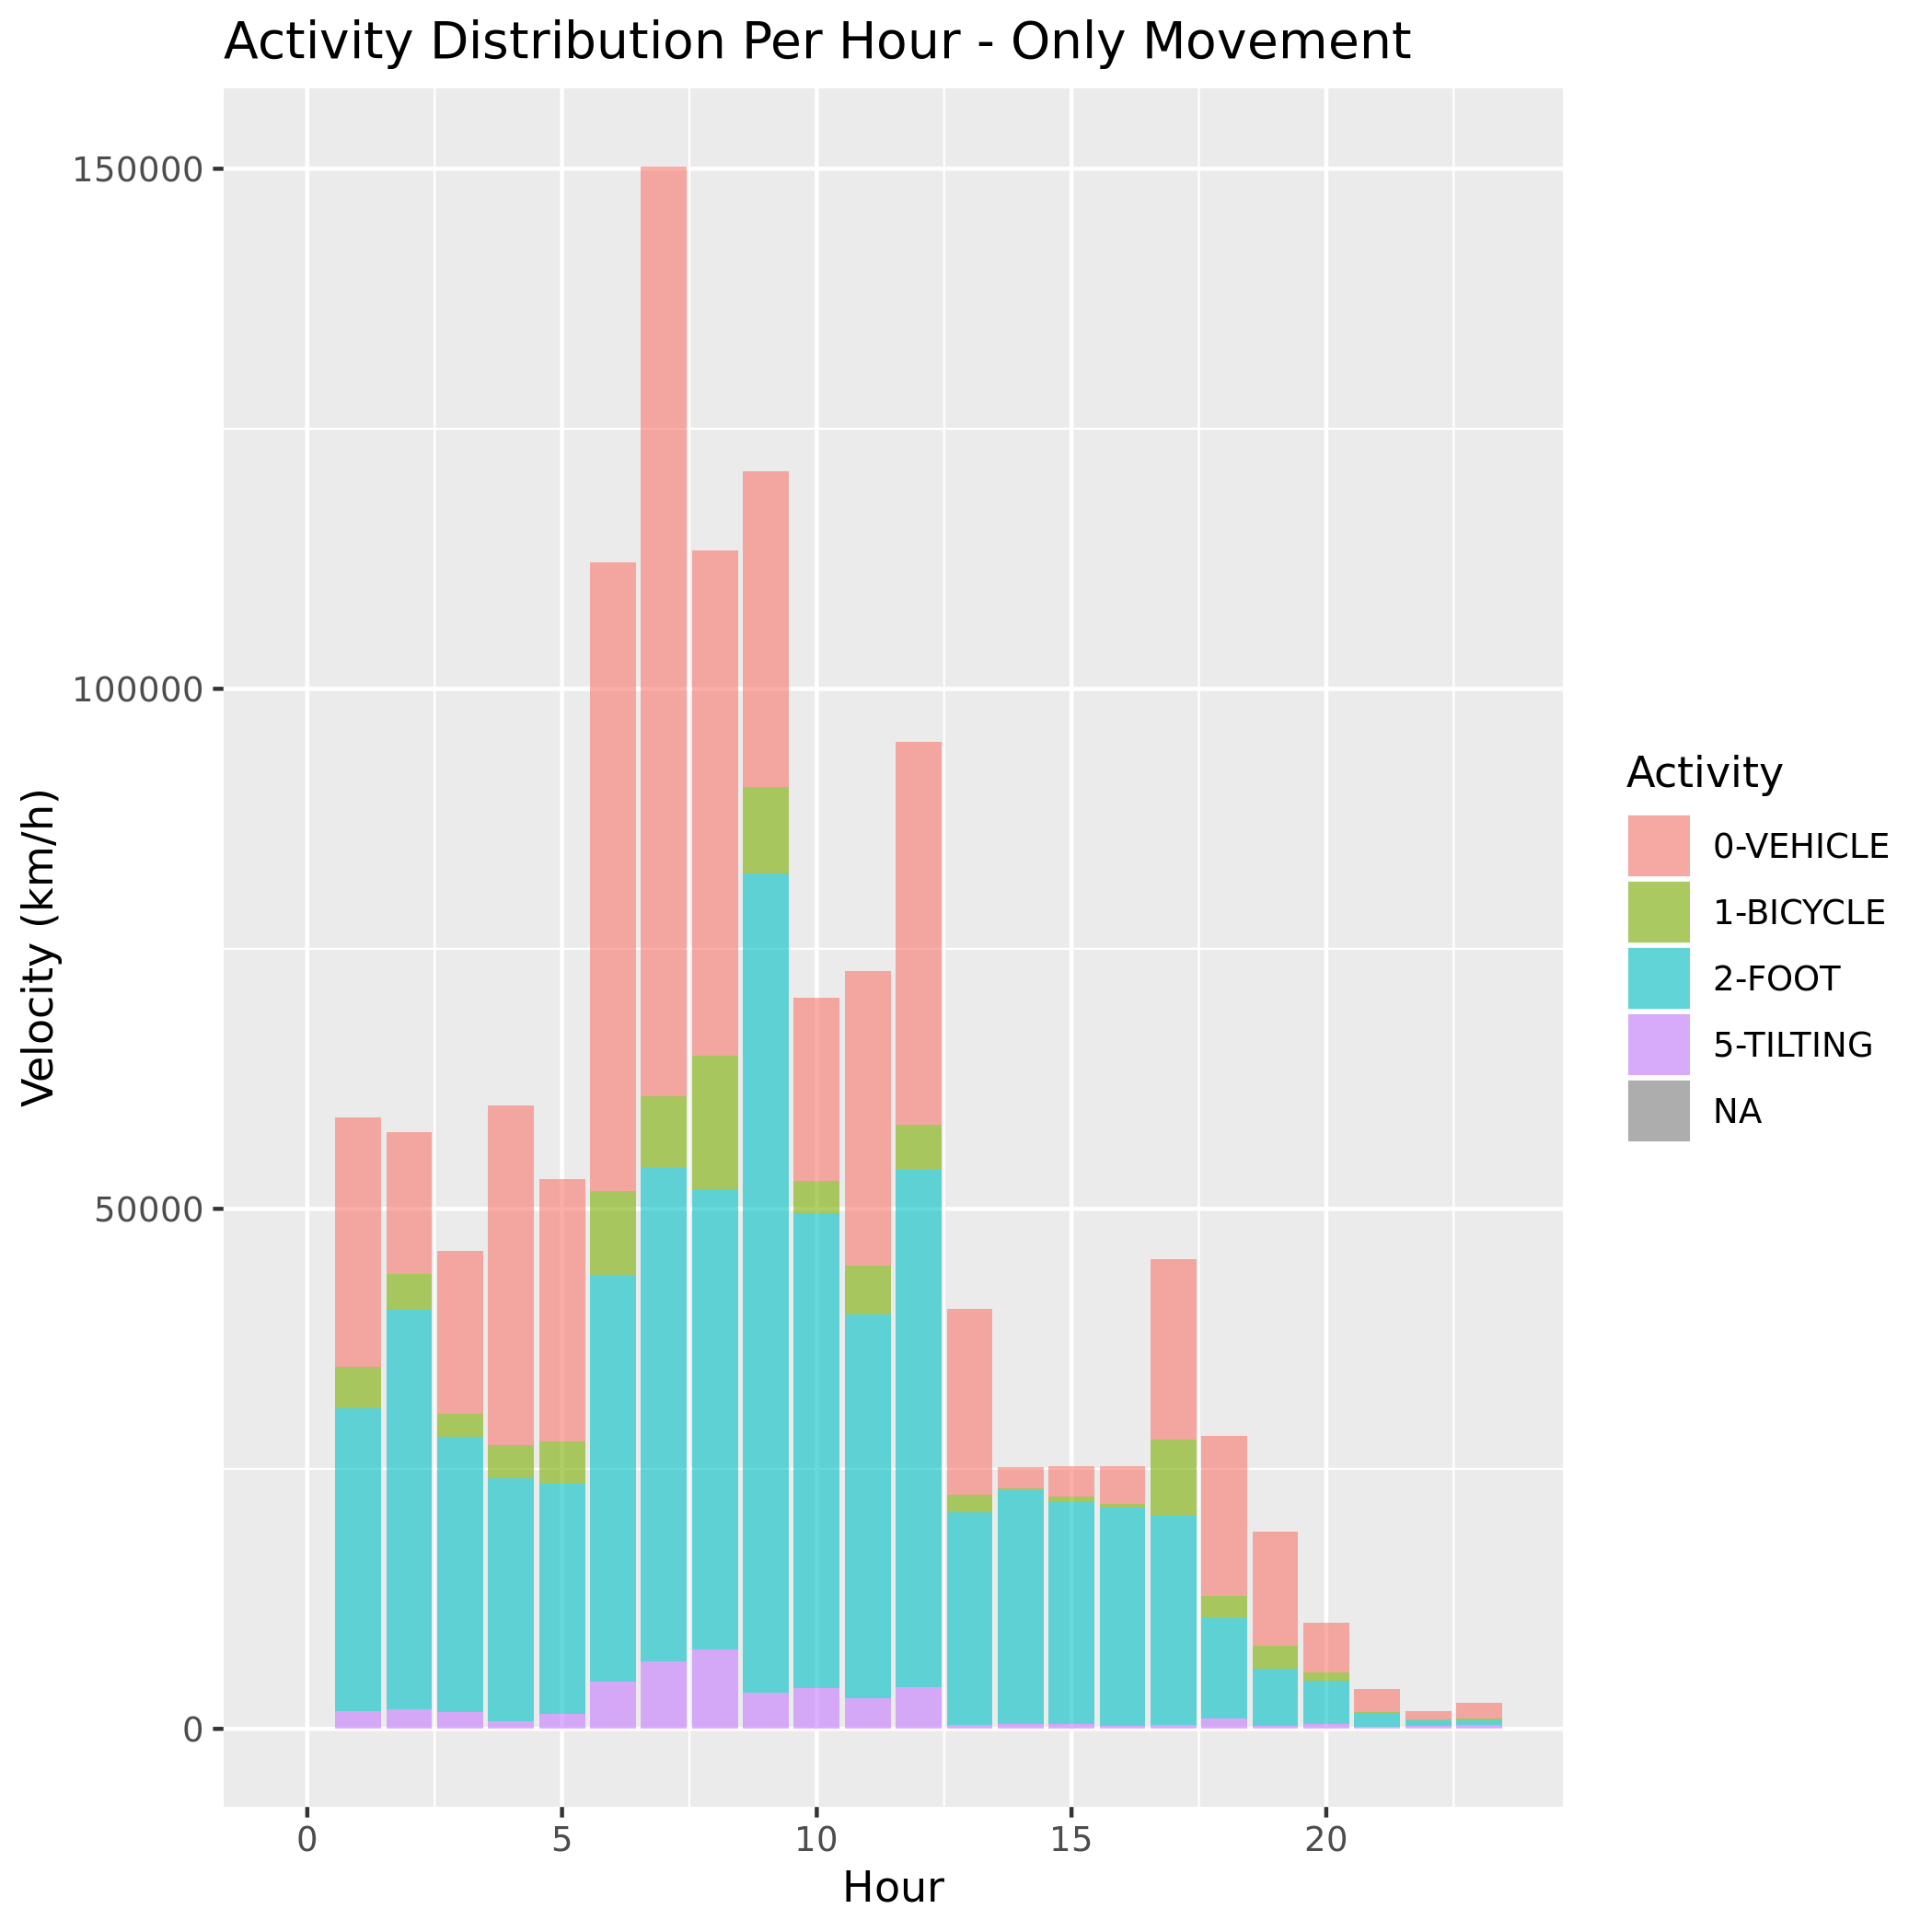 Activity Distribution Per Hour - Only Movement
150000
100000
50000
0
Velocity (km/h)
0 5 10 15 20
Hour
Activity
0-VEHICLE
1-BICYCLE
2-FOOT
5-TILTING
NA